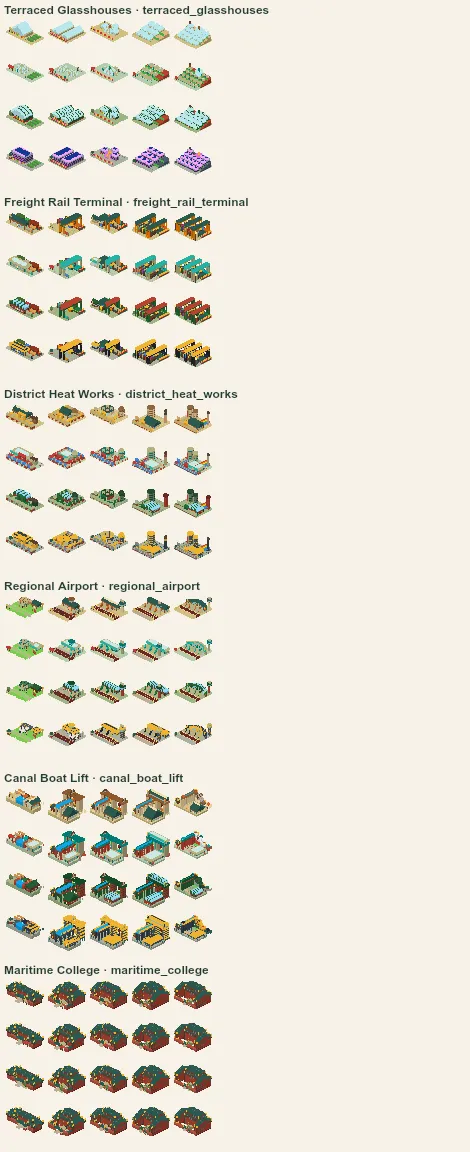 Terraced Glasshouses · terraced_glasshouses
Freight Rail Terminal · freight_rail_terminal
District Heat Works · district_heat_works
Regional Airport · regional_airport
Canal Boat Lift · canal_boat_lift
Maritime College · maritime_college